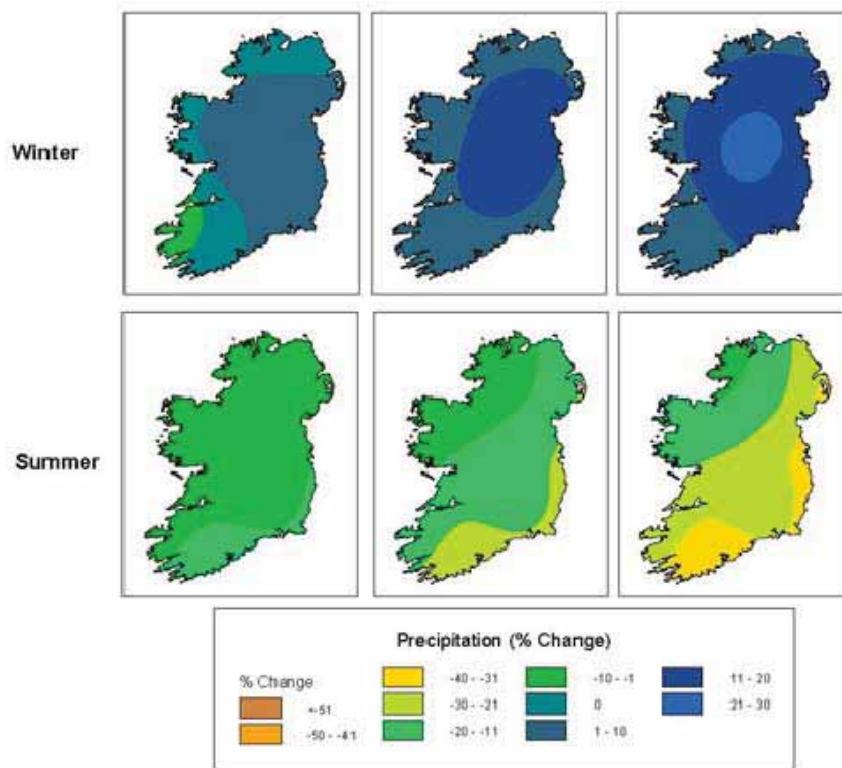 Winter
Summer
Precipitation (% Change)
% Change
<-51
-50 - -41
-40 - -31
-30 - -21
-20 - -11
-10 - -1
0
1 - 10
11 - 20
21 - 30